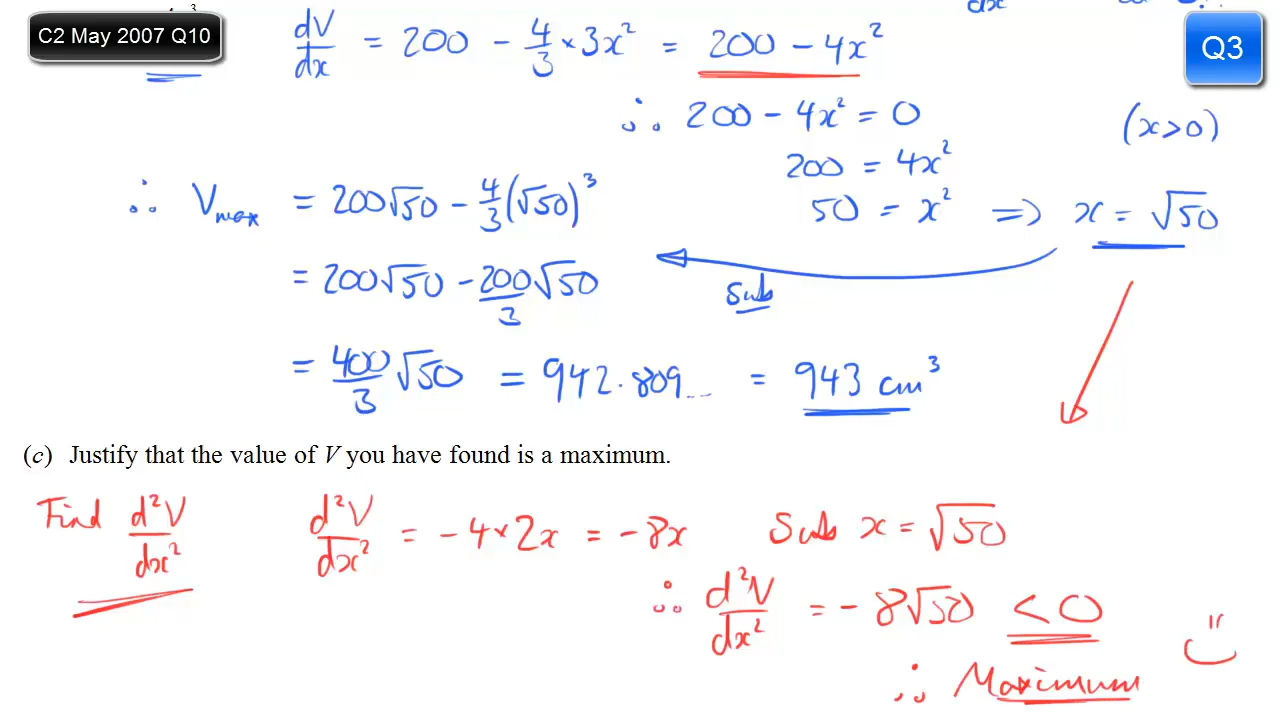 C2 May 2007 Q10
Q3
dV/dx = 200 - 4/3 × 3x² = 200 - 4x²
∴ 200 - 4x² = 0 (x>0)
200 = 4x²
50 = x² => x = √50
∴ Vmax = 200√50 - 4/3(√50)³
= 200√50 - 200/3√50
Sub
= 400/3√50 = 942.809... = 943 cm³
(c) Justify that the value of V you have found is a maximum.
Find d²V/dx² d²V/dx² = -4×2x = -8x Sub x = √50
∴ d²V/dx² = -8√50 < 0
∴ Maximum